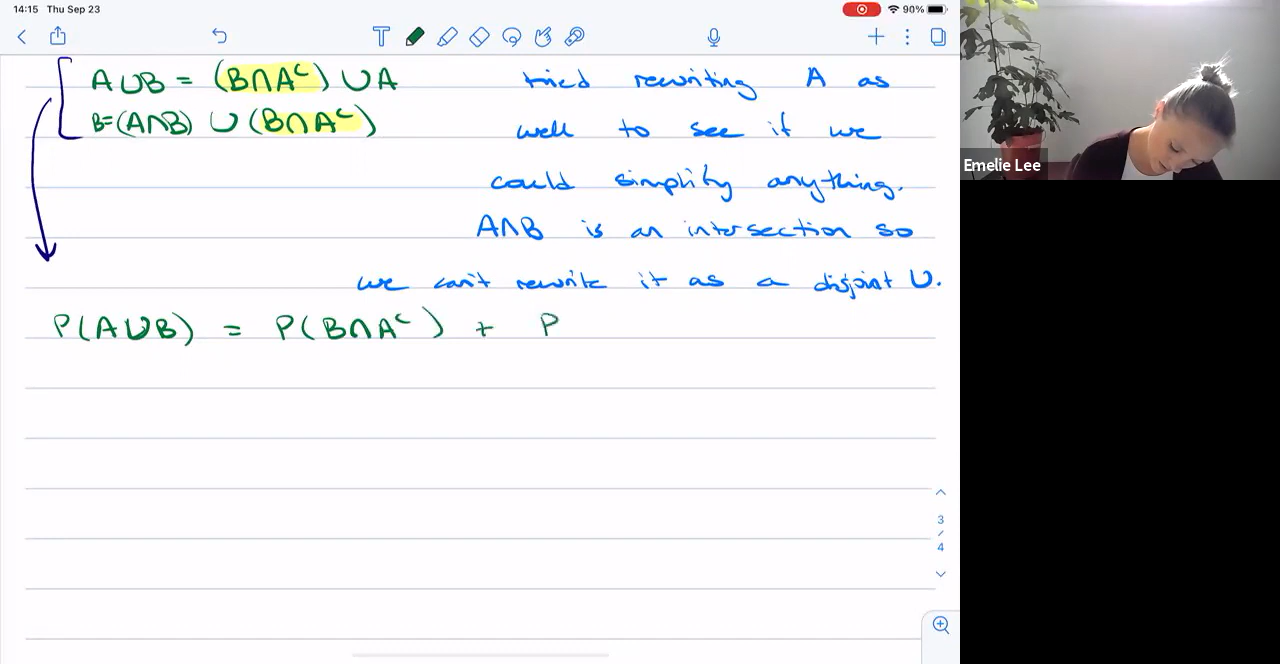 14:15 Thu Sep 23
90%
A∪B = (B∩Aᶜ) ∪ A
B=(A∩B) ∪ (B∩Aᶜ)
tried rewriting A as
well to see if we
could simplify anything.
A∩B is an intersection so
we can't rewrite it as a disjoint ∪.
P(A∪B) = P(B∩Aᶜ) + P
3
/
4
Emelie Lee